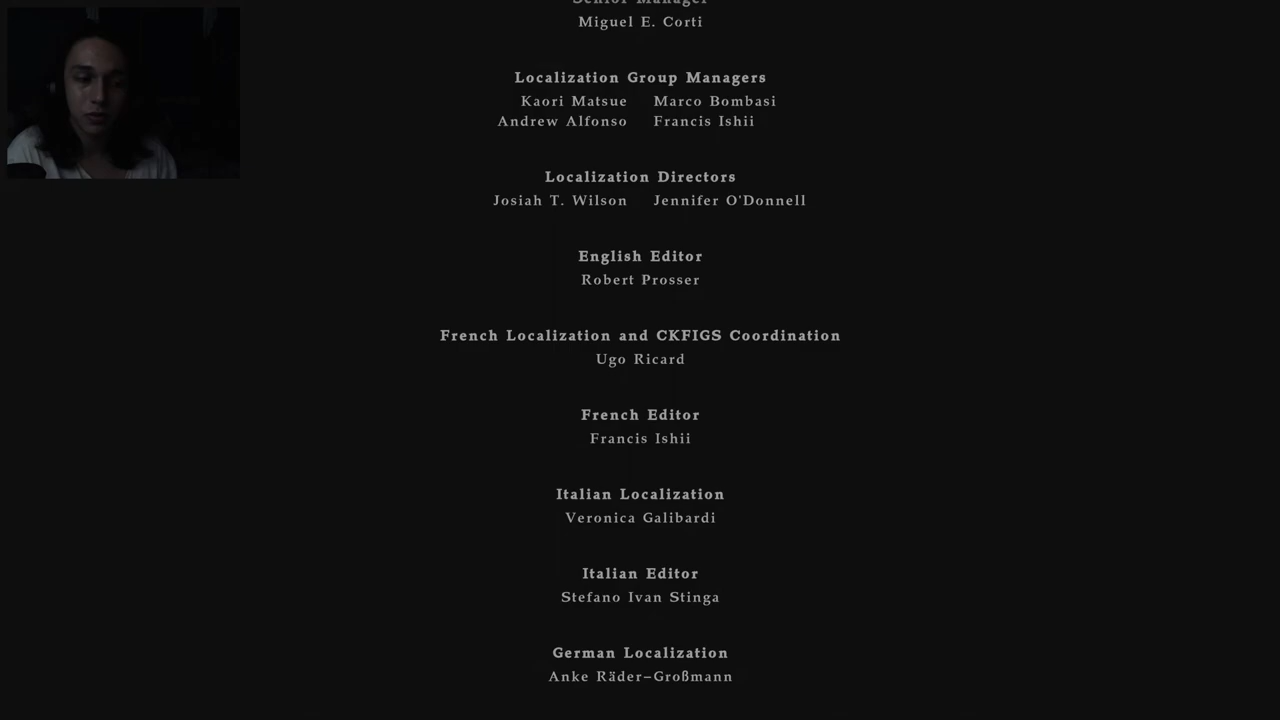 Senior Manager
Miguel E. Corti
Localization Group Managers
Kaori Matsue Marco Bombasi
Andrew Alfonso Francis Ishii
Localization Directors
Josiah T. Wilson Jennifer O'Donnell
English Editor
Robert Prosser
French Localization and CKFIGS Coordination
Ugo Ricard
French Editor
Francis Ishii
Italian Localization
Veronica Galibardi
Italian Editor
Stefano Ivan Stinga
German Localization
Anke Räder–Großmann